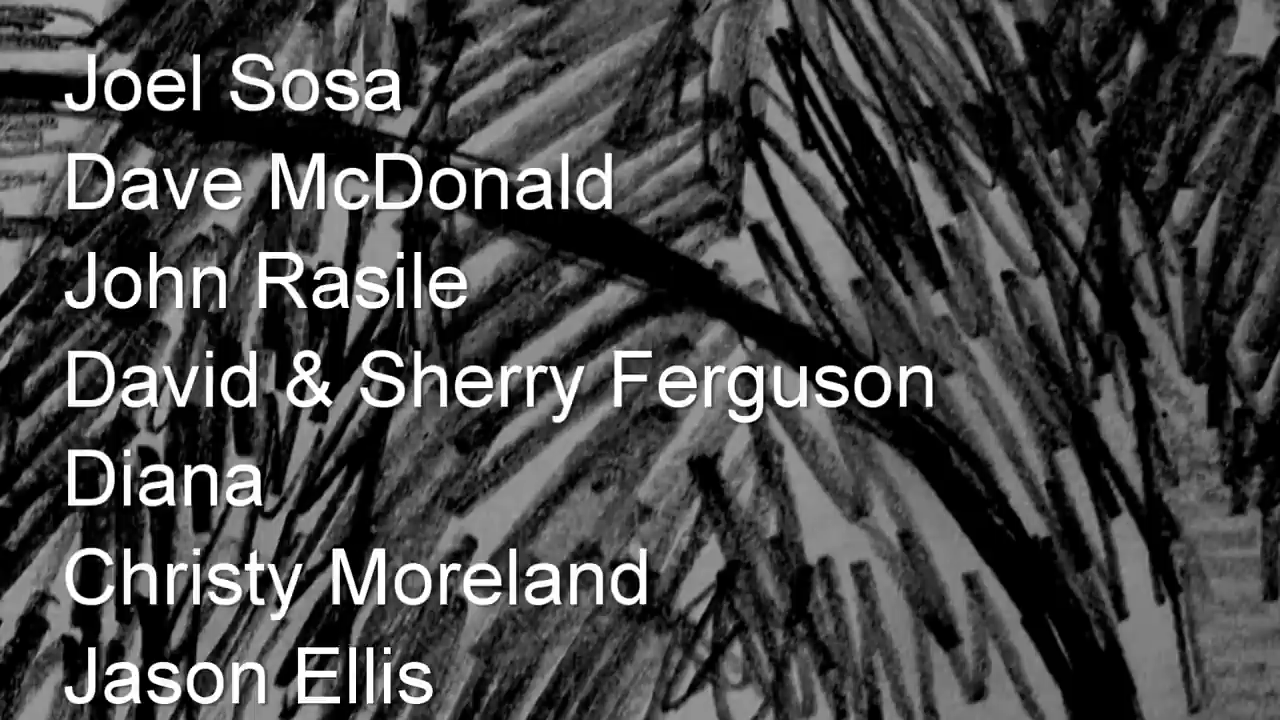 Joel Sosa
Dave McDonald
John Rasile
David & Sherry Ferguson
Diana
Christy Moreland
Jason Ellis